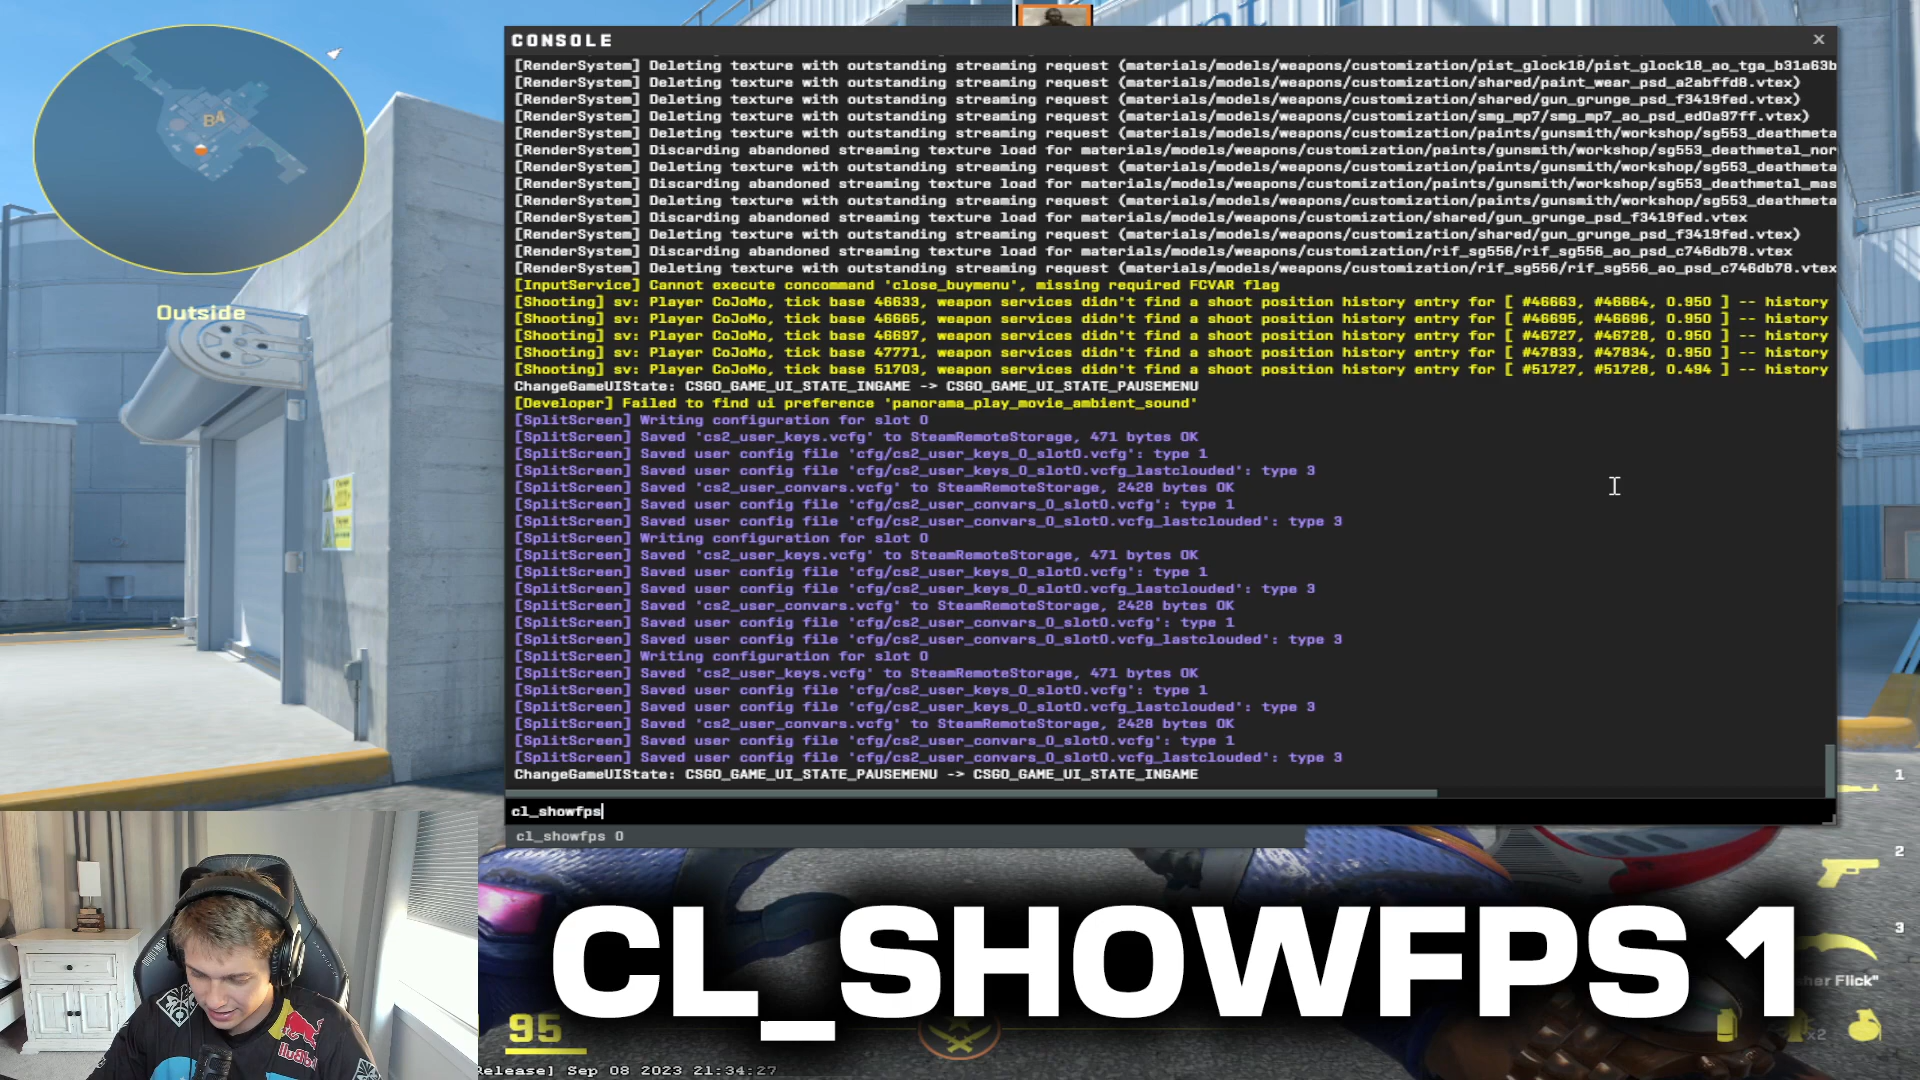 CONSOLE
[RenderSystem] Deleting texture with outstanding streaming request (materials/models/weapons/customization/pist_glock18/pist_glock18_ao_tga_b31a63b
[RenderSystem] Deleting texture with outstanding streaming request (materials/models/weapons/customization/shared/paint_wear_psd_a2abffd8.vtex)
[RenderSystem] Deleting texture with outstanding streaming request (materials/models/weapons/customization/shared/gun_grunge_psd_f3419fed.vtex)
[RenderSystem] Deleting texture with outstanding streaming request (materials/models/weapons/customization/smg_mp7/smg_mp7_ao_psd_ed0a97ff.vtex)
[RenderSystem] Deleting texture with outstanding streaming request (materials/models/weapons/customization/paints/gunsmith/workshop/sg553_deathmeta
[RenderSystem] Discarding abandoned streaming texture load for materials/models/weapons/customization/paints/gunsmith/workshop/sg553_deathmetal_nor
[RenderSystem] Deleting texture with outstanding streaming request (materials/models/weapons/customization/paints/gunsmith/workshop/sg553_deathmeta
[RenderSystem] Discarding abandoned streaming texture load for materials/models/weapons/customization/paints/gunsmith/workshop/sg553_deathmetal_mas
[RenderSystem] Deleting texture with outstanding streaming request (materials/models/weapons/customization/paints/gunsmith/workshop/sg553_deathmeta
[RenderSystem] Discarding abandoned streaming texture load for materials/models/weapons/customization/shared/gun_grunge_psd_f3419fed.vtex
[RenderSystem] Deleting texture with outstanding streaming request (materials/models/weapons/customization/shared/gun_grunge_psd_f3419fed.vtex)
[RenderSystem] Discarding abandoned streaming texture load for materials/models/weapons/customization/rif_sg556/rif_sg556_ao_psd_c746db78.vtex
[RenderSystem] Deleting texture with outstanding streaming request (materials/models/weapons/customization/rif_sg556/rif_sg556_ao_psd_c746db78.vtex
[InputService] Cannot execute concommand 'close_buymenu', missing required FCVAR flag
[Shooting] sv: Player CoJoMo, tick base 46633, weapon services didn't find a shoot position history entry for [ #46663, #46664, 0.950 ] -- history
[Shooting] sv: Player CoJoMo, tick base 46665, weapon services didn't find a shoot position history entry for [ #46695, #46696, 0.950 ] -- history
[Shooting] sv: Player CoJoMo, tick base 46697, weapon services didn't find a shoot position history entry for [ #46727, #46728, 0.950 ] -- history
[Shooting] sv: Player CoJoMo, tick base 47771, weapon services didn't find a shoot position history entry for [ #47833, #47834, 0.950 ] -- history
[Shooting] sv: Player CoJoMo, tick base 51703, weapon services didn't find a shoot position history entry for [ #51727, #51728, 0.494 ] -- history
ChangeGameUIState: CSGO_GAME_UI_STATE_INGAME -> CSGO_GAME_UI_STATE_PAUSEMENU
[Developer] Failed to find ui preference 'panorama_play_movie_ambient_sound'
[SplitScreen] Writing configuration for slot 0
[SplitScreen] Saved 'cs2_user_keys.vcfg' to SteamRemoteStorage, 471 bytes OK
[SplitScreen] Saved user config file 'cfg/cs2_user_keys_0_slot0.vcfg': type 1
[SplitScreen] Saved user config file 'cfg/cs2_user_keys_0_slot0.vcfg_lastclouded': type 3
[SplitScreen] Saved 'cs2_user_convars.vcfg' to SteamRemoteStorage, 2428 bytes OK
[SplitScreen] Saved user config file 'cfg/cs2_user_convars_0_slot0.vcfg': type 1
[SplitScreen] Saved user config file 'cfg/cs2_user_convars_0_slot0.vcfg_lastclouded': type 3
[SplitScreen] Writing configuration for slot 0
[SplitScreen] Saved 'cs2_user_keys.vcfg' to SteamRemoteStorage, 471 bytes OK
[SplitScreen] Saved user config file 'cfg/cs2_user_keys_0_slot0.vcfg': type 1
[SplitScreen] Saved user config file 'cfg/cs2_user_keys_0_slot0.vcfg_lastclouded': type 3
[SplitScreen] Saved 'cs2_user_convars.vcfg' to SteamRemoteStorage, 2428 bytes OK
[SplitScreen] Saved user config file 'cfg/cs2_user_convars_0_slot0.vcfg': type 1
[SplitScreen] Saved user config file 'cfg/cs2_user_convars_0_slot0.vcfg_lastclouded': type 3
[SplitScreen] Writing configuration for slot 0
[SplitScreen] Saved 'cs2_user_keys.vcfg' to SteamRemoteStorage, 471 bytes OK
[SplitScreen] Saved user config file 'cfg/cs2_user_keys_0_slot0.vcfg': type 1
[SplitScreen] Saved user config file 'cfg/cs2_user_keys_0_slot0.vcfg_lastclouded': type 3
[SplitScreen] Saved 'cs2_user_convars.vcfg' to SteamRemoteStorage, 2428 bytes OK
[SplitScreen] Saved user config file 'cfg/cs2_user_convars_0_slot0.vcfg': type 1
[SplitScreen] Saved user config file 'cfg/cs2_user_convars_0_slot0.vcfg_lastclouded': type 3
ChangeGameUIState: CSGO_GAME_UI_STATE_PAUSEMENU -> CSGO_GAME_UI_STATE_INGAME
cl_showfps
cl_showfps 0
BA
Outside
1
2
3
CL_SHOWFPS 1
her Flick"
x2
95
Release] Sep 08 2023 21:34:27
Red Bull